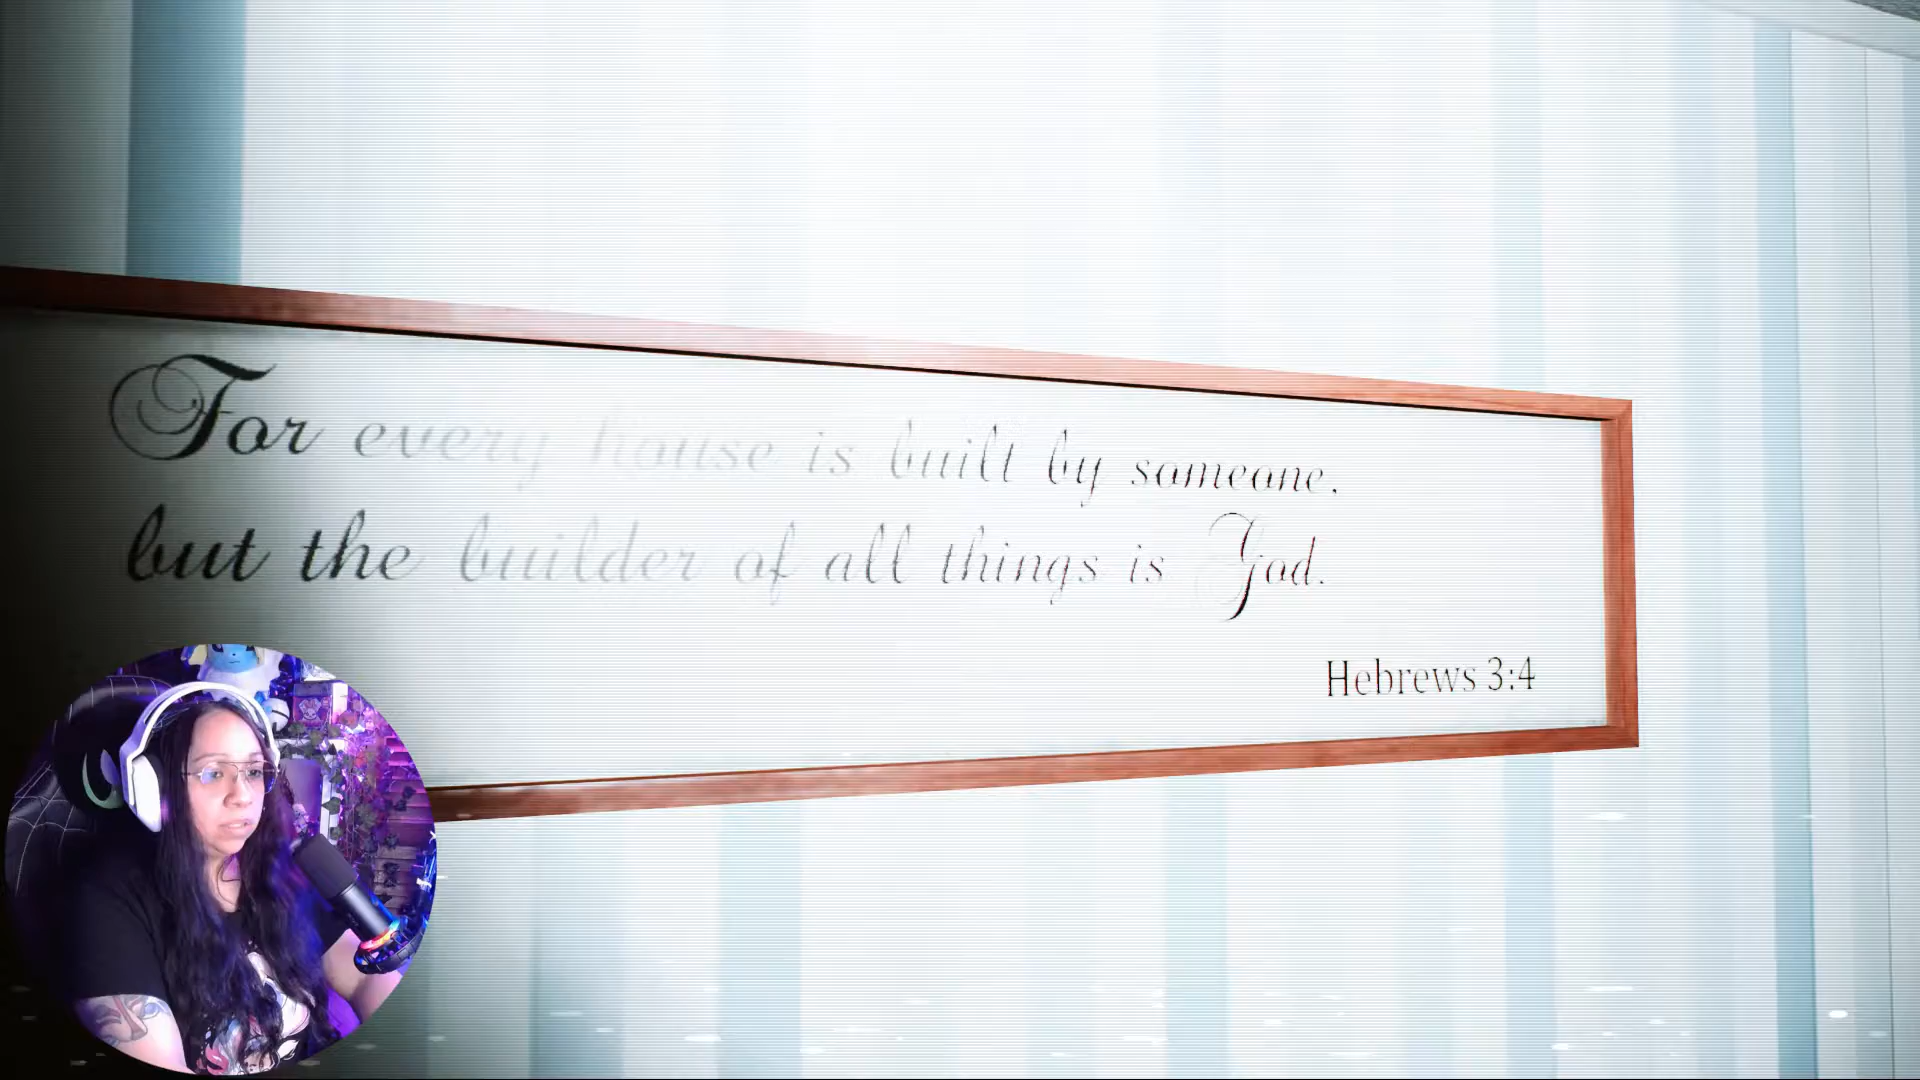 For every house is built by someone,
but the builder of all things is God.
Hebrews 3:4